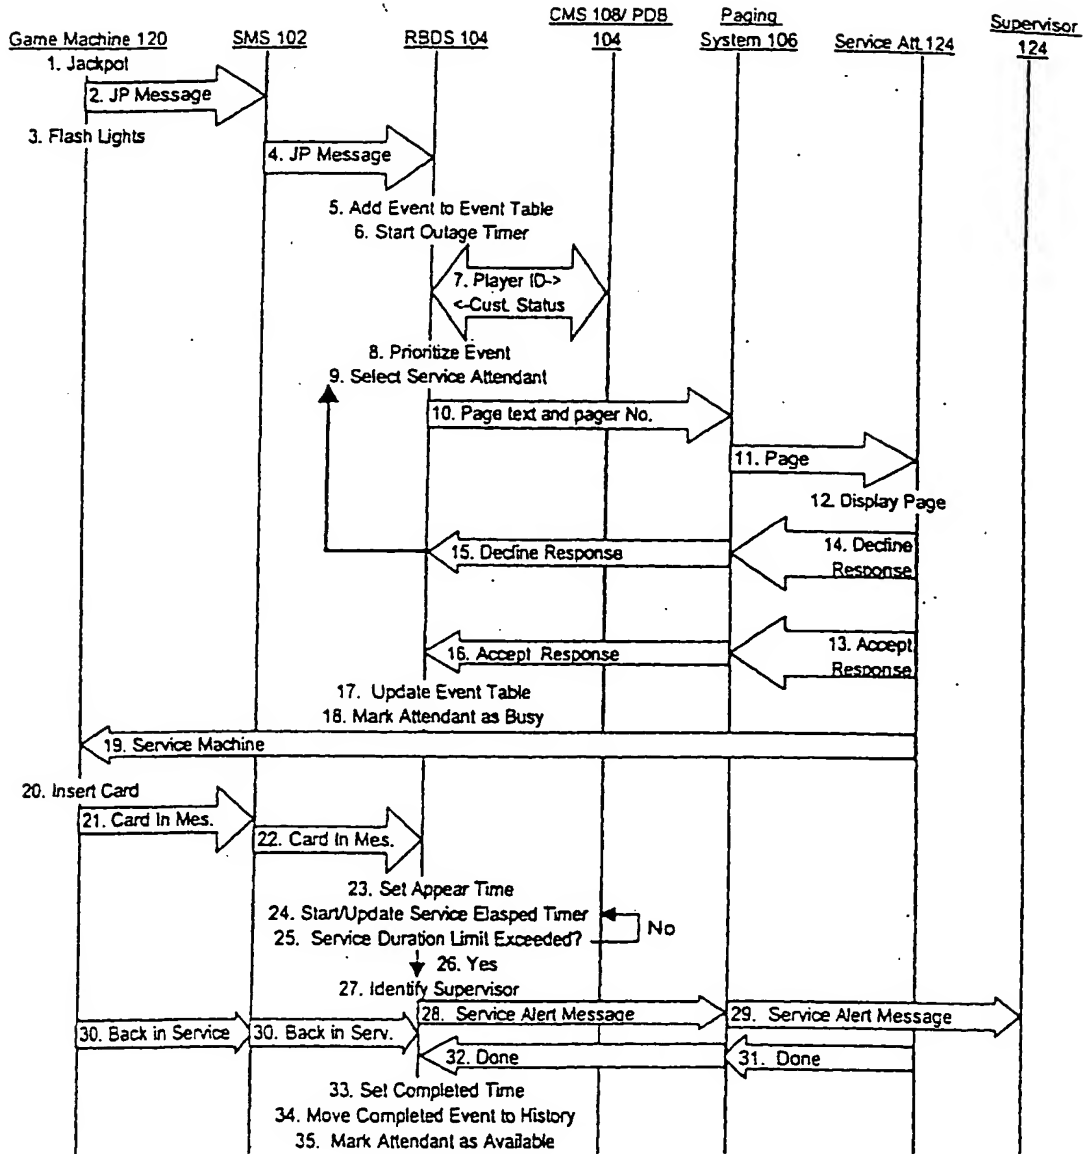 Game Machine 120
SMS 102
RBDS 104
CMS 108/ PDB
104
Paging
System 106
Service Att. 124
Supervisor
124
1. Jackpot
2. JP Message
3. Flash Lights
4. JP Message
5. Add Event to Event Table
6. Start Outage Timer
7. Player ID->
<-Cust. Status
8. Prioritize Event
9. Select Service Attendant
10. Page text and pager No.
11. Page
12. Display Page
15. Decline Response
14. Decline
Response
16. Accept Response
13. Accept
Response
17. Update Event Table
18. Mark Attendant as Busy
19. Service Machine
20. Insert Card
21. Card In Mes.
22. Card In Mes.
23. Set Appear Time
24. Start/Update Service Elasped Timer
25. Service Duration Limit Exceeded?
No
26. Yes
27. Identify Supervisor
28. Service Alert Message
29. Service Alert Message
30. Back in Service
30. Back in Serv.
32. Done
31. Done
33. Set Completed Time
34. Move Completed Event to History
35. Mark Attendant as Available